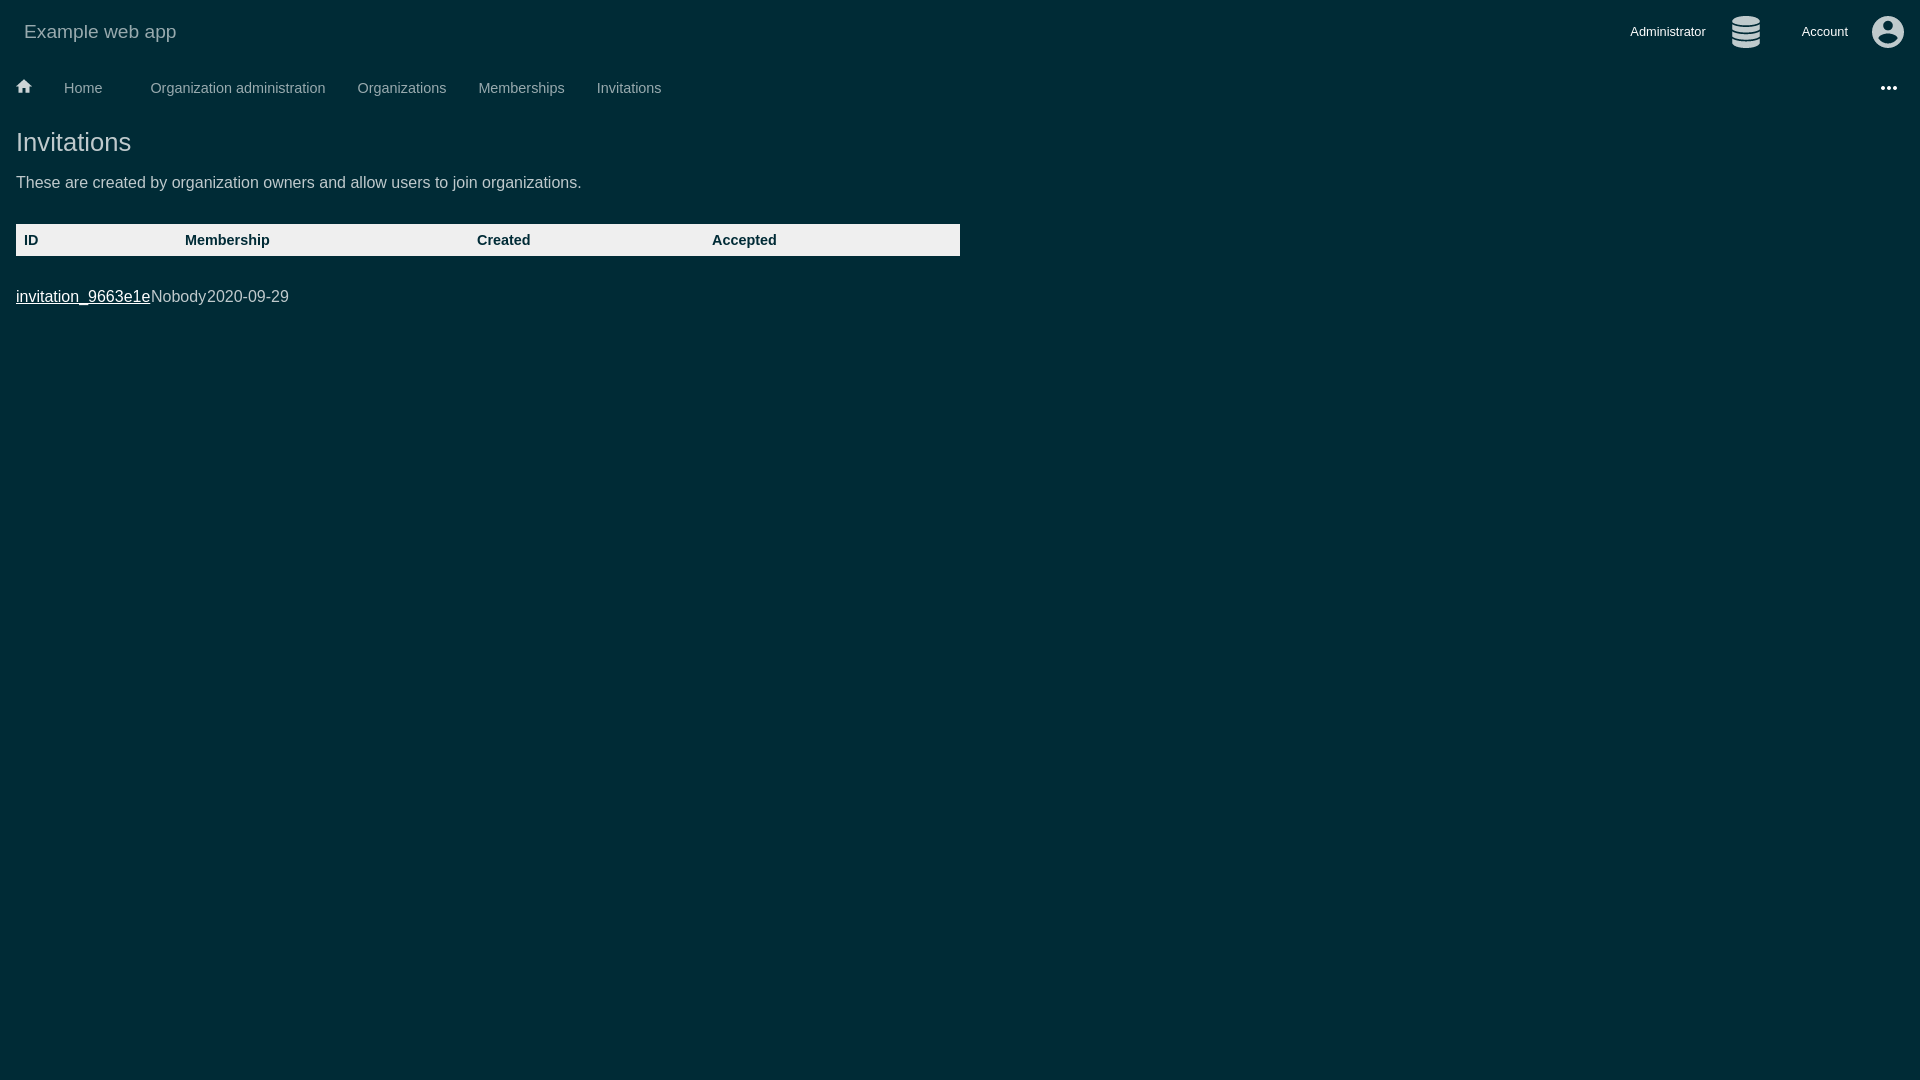 Example web app
Administrator
Account
Home
Organization administration
Organizations
Memberships
Invitations
Invitations
These are created by organization owners and allow users to join organizations.
ID Membership Created Accepted
invitation_9663e1eNobody2020-09-29